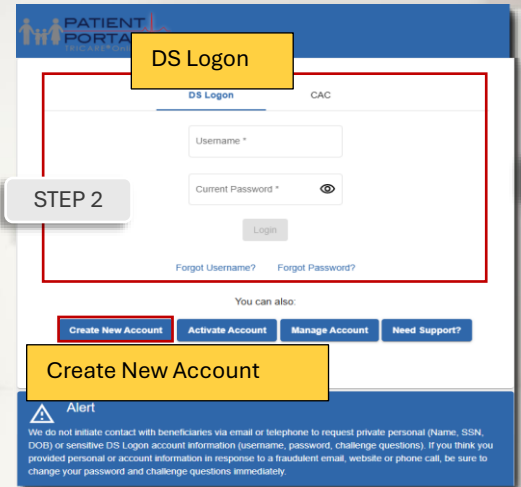 PATIENT
PORTA
TRICARE Onl
DS Logon
DS Logon CAC
Username *
STEP 2
Current Password *
Login
Forgot Username? Forgot Password?
You can also:
Create New Account Activate Account Manage Account Need Support?
Create New Account
Alert
We do not initiate contact with beneficiaries via email or telephone to request private personal (Name, SSN,
DOB) or sensitive DS Logon account information (username, password, challenge questions). If you think you
provided personal or account information in response to a fraudulent email, website or phone call, be sure to
change your password and challenge questions immediately.